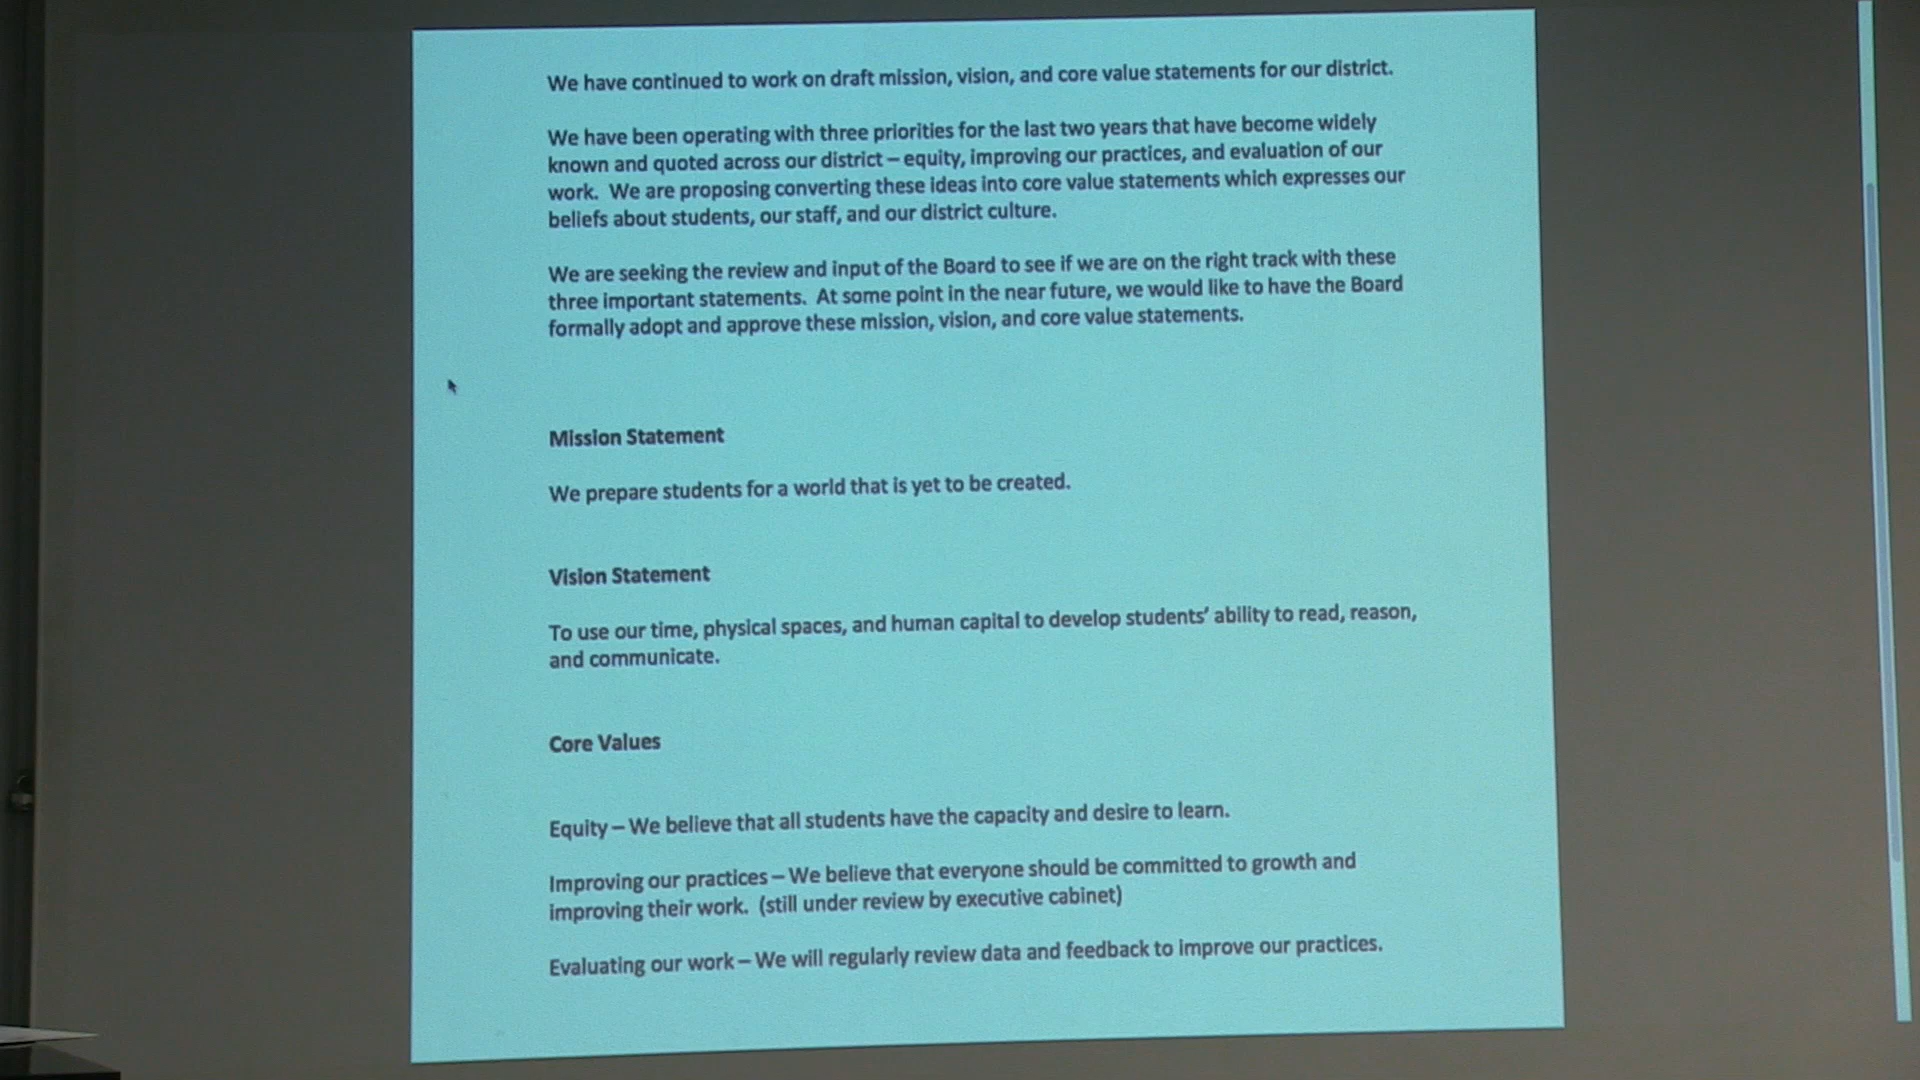 We have continued to work on draft mission, vision, and core value statements for our district.
We have been operating with three priorities for the last two years that have become widely
known and quoted across our district – equity, improving our practices, and evaluation of our
work. We are proposing converting these ideas into core value statements which expresses our
beliefs about students, our staff, and our district culture.
We are seeking the review and input of the Board to see if we are on the right track with these
three important statements. At some point in the near future, we would like to have the Board
formally adopt and approve these mission, vision, and core value statements.
Mission Statement
We prepare students for a world that is yet to be created.
Vision Statement
To use our time, physical spaces, and human capital to develop students' ability to read, reason,
and communicate.
Core Values
Equity – We believe that all students have the capacity and desire to learn.
Improving our practices – We believe that everyone should be committed to growth and
improving their work. (still under review by executive cabinet)
Evaluating our work – We will regularly review data and feedback to improve our practices.